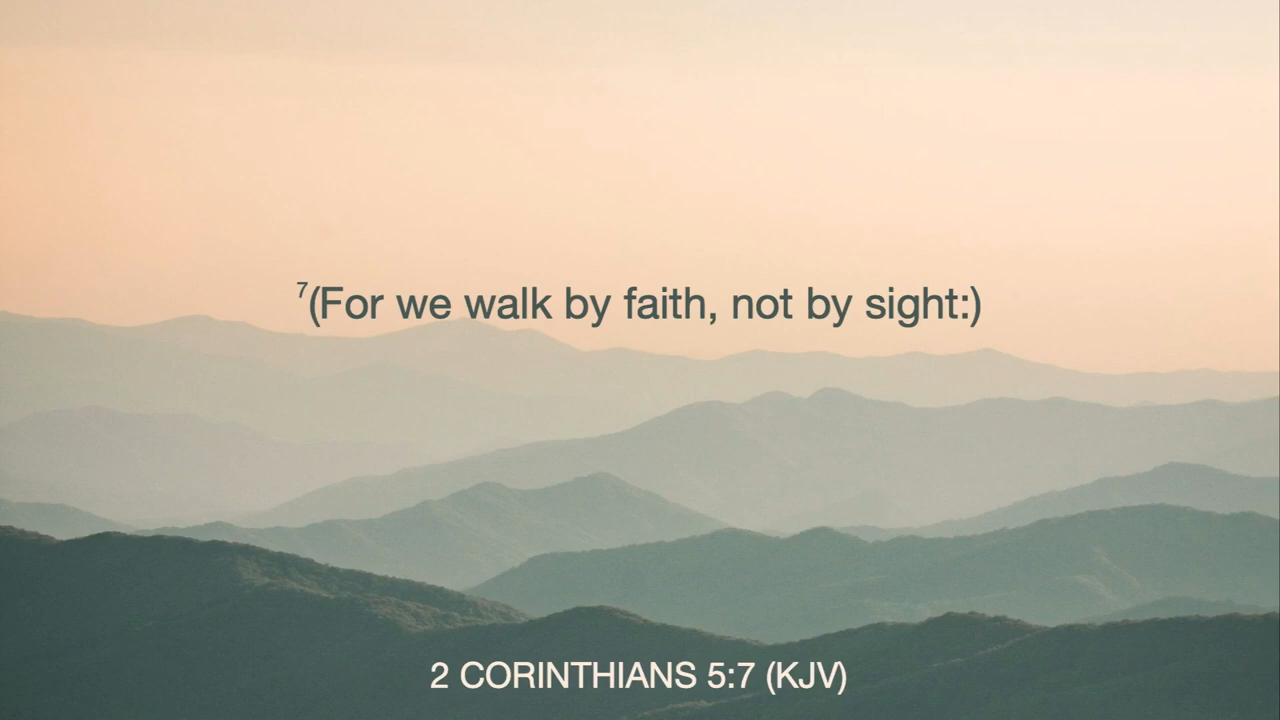 ⁷(For we walk by faith, not by sight:)
2 CORINTHIANS 5:7 (KJV)